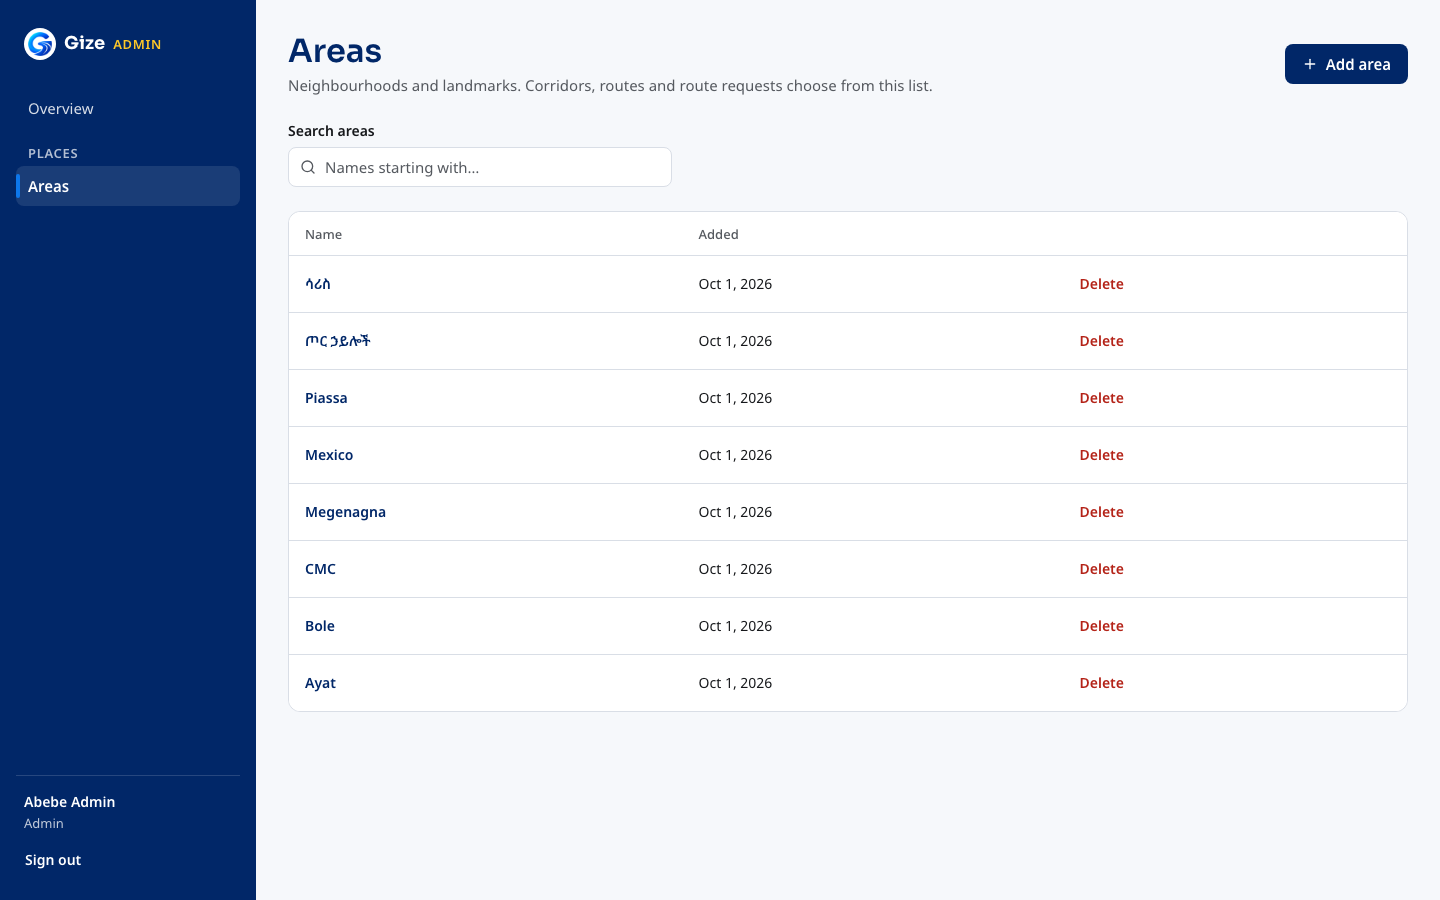 Gize ADMIN
Overview
PLACES
Areas
Abebe Admin
Admin
Sign out
Areas
Neighbourhoods and landmarks. Corridors, routes and route requests choose from this list.
Add area
Search areas
Names starting with...
Name Added
ሳሪስ Oct 1, 2026 Delete
ጦር ኃይሎች Oct 1, 2026 Delete
Piassa Oct 1, 2026 Delete
Mexico Oct 1, 2026 Delete
Megenagna Oct 1, 2026 Delete
CMC Oct 1, 2026 Delete
Bole Oct 1, 2026 Delete
Ayat Oct 1, 2026 Delete